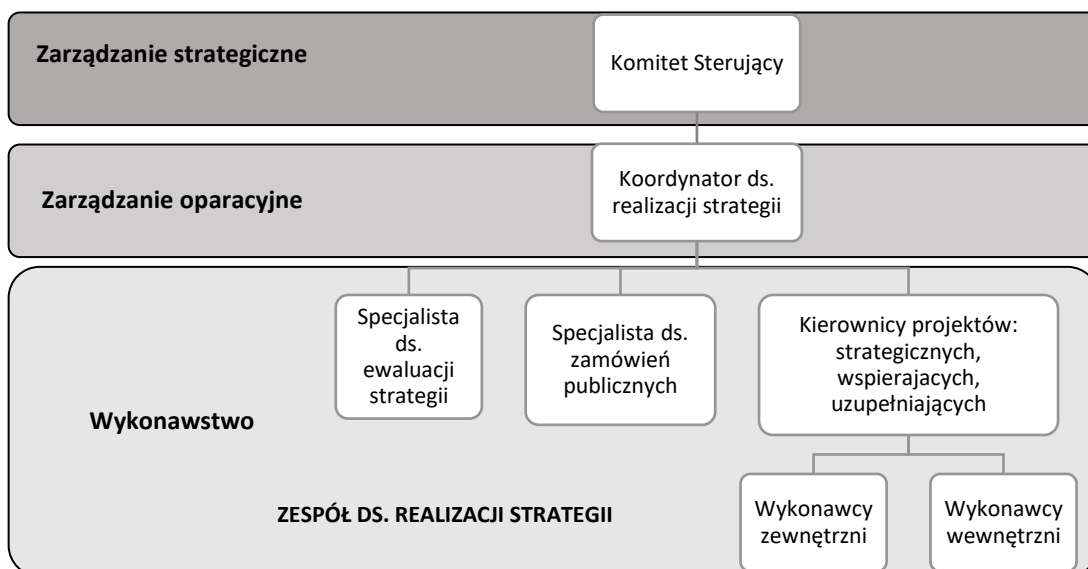 Zarządzanie strategiczne
Komitet Sterujący
Zarządzanie oparacyjne
Koordynator ds.
realizacji strategii
Wykonawstwo
Specjalista
ds.
ewaluacji
strategii
Specjalista ds.
zamówień
publicznych
Kierownicy projektów:
strategicznych,
wspierajacych,
uzupełniających
Wykonawcy
zewnętrzni
Wykonawcy
wewnętrzni
ZESPÓŁ DS. REALIZACJI STRATEGII